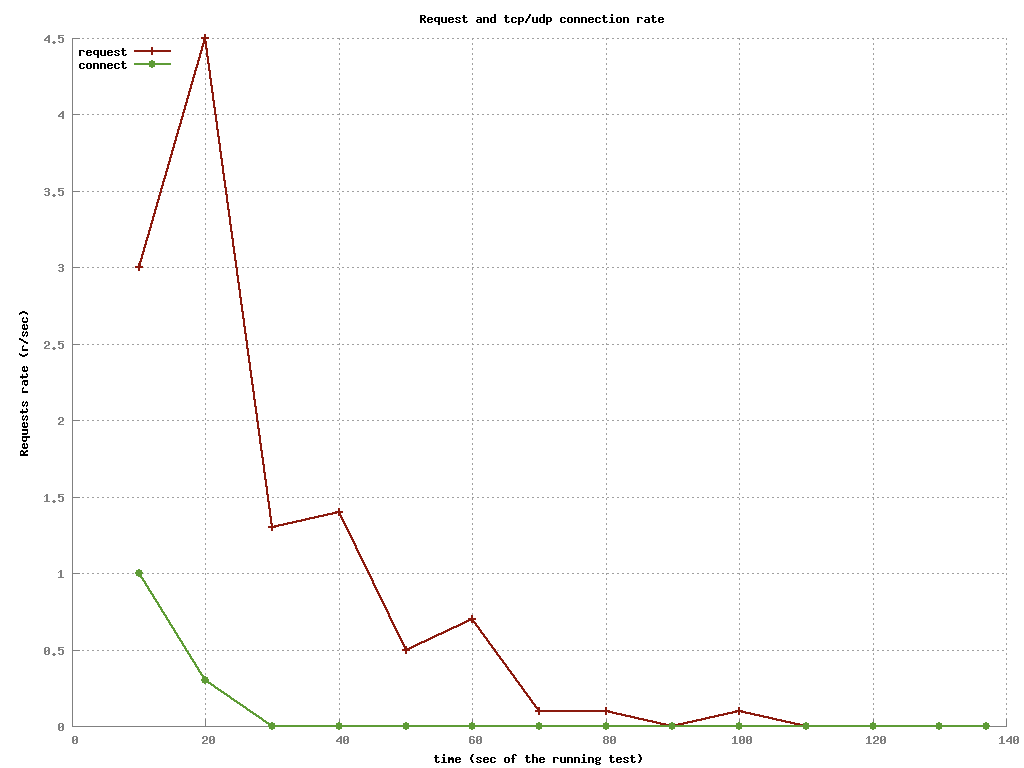 Request and tcp/udp connection rate
4.5
request
connect
4
3.5
3
2.5
Requests rate (r/sec)
2
1.5
1
0.5
0
0 20 40 60 80 100 120 140
time (sec of the running test)